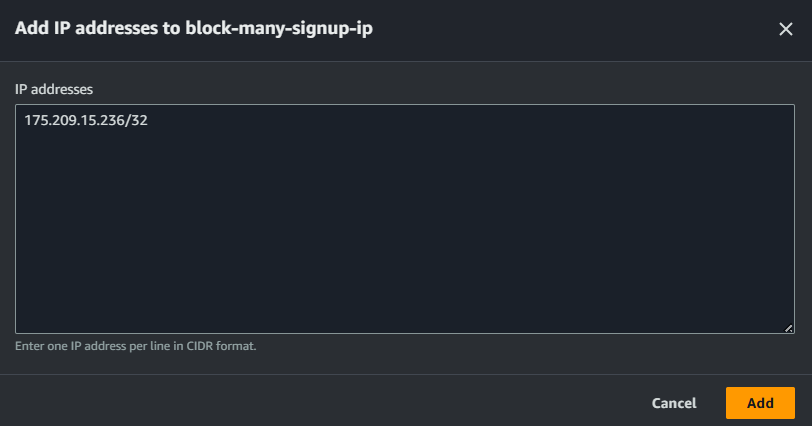 Add IP addresses to block-many-signup-ip
IP addresses
175.209.15.236/32
Enter one IP address per line in CIDR format.
Cancel
Add